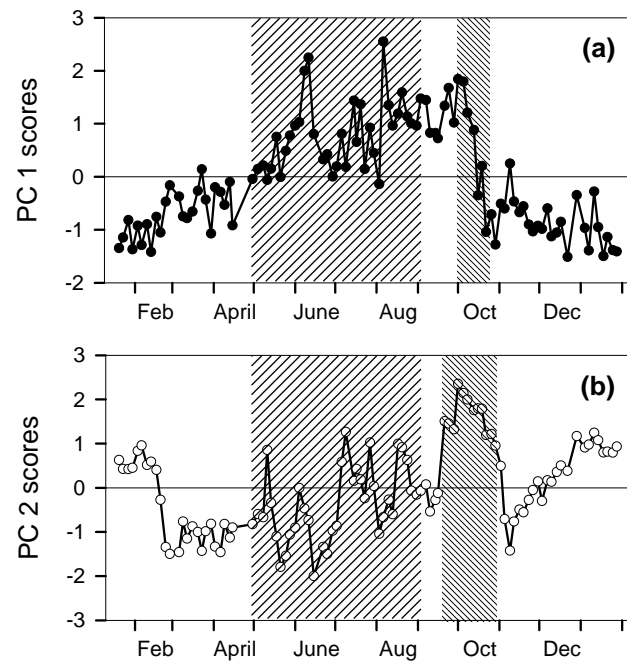 3
(a)
2
1
0
-1
-2
PC 1 scores
Feb April June Aug Oct Dec
3
(b)
2
1
0
-1
-2
-3
PC 2 scores
Feb April June Aug Oct Dec